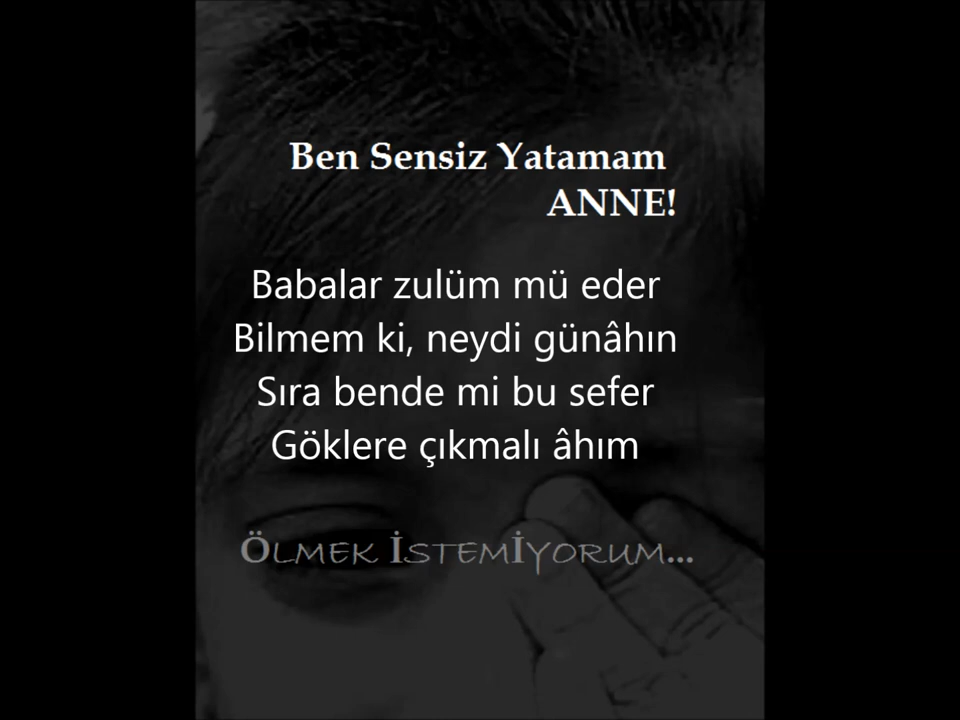 Ben Sensiz Yatamam
ANNE!
Babalar zulüm mü eder
Bilmem ki, neydi günâhın
Sıra bende mi bu sefer
Göklere çıkmalı âhım
ÖLMEK İSTEMİYORUM...